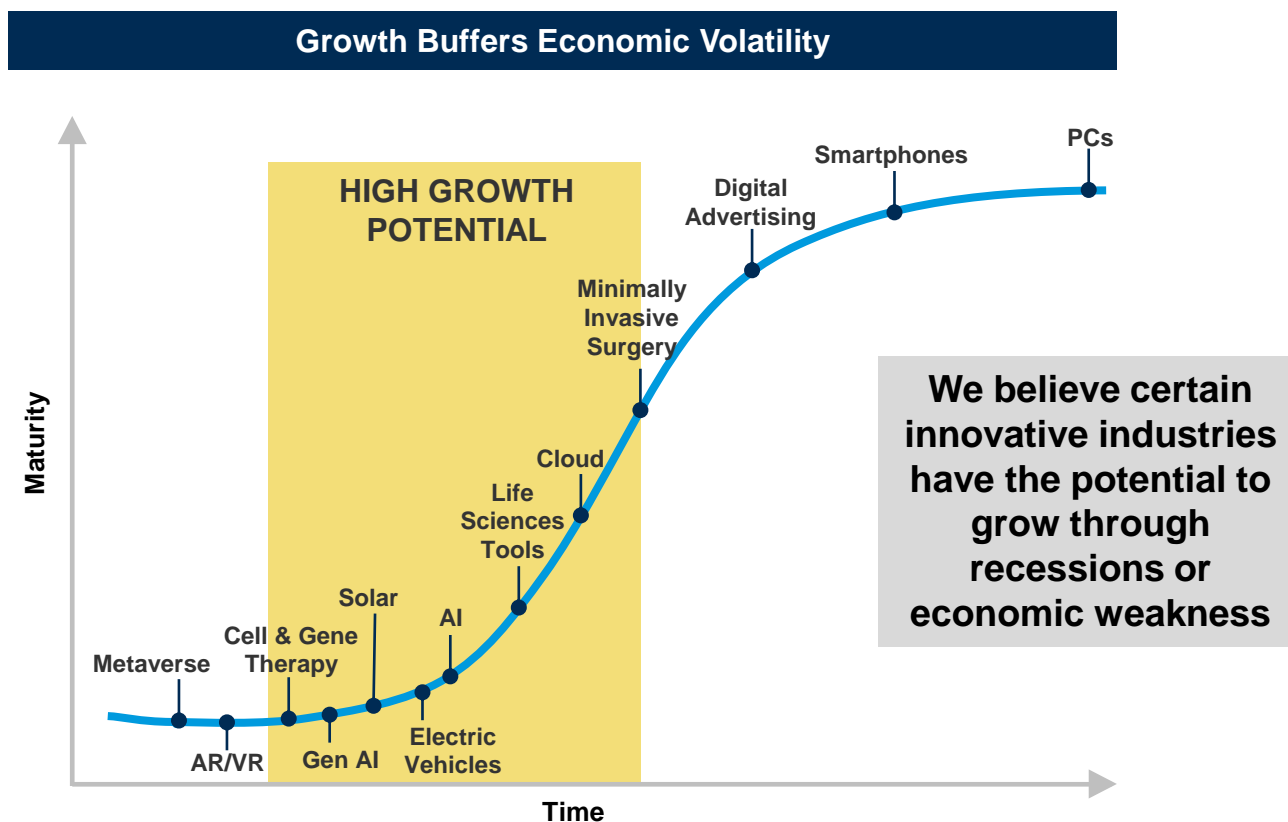 Growth Buffers Economic Volatility
HIGH GROWTH
POTENTIAL
PCs
Smartphones
Digital
Advertising
Minimally
Invasive
Surgery
Cloud
Life
Sciences
Tools
AI
Solar
Cell & Gene
Therapy
Metaverse
AR/VR
Gen AI
Electric
Vehicles
Maturity
Time
We believe certain
innovative industries
have the potential to
grow through
recessions or
economic weakness